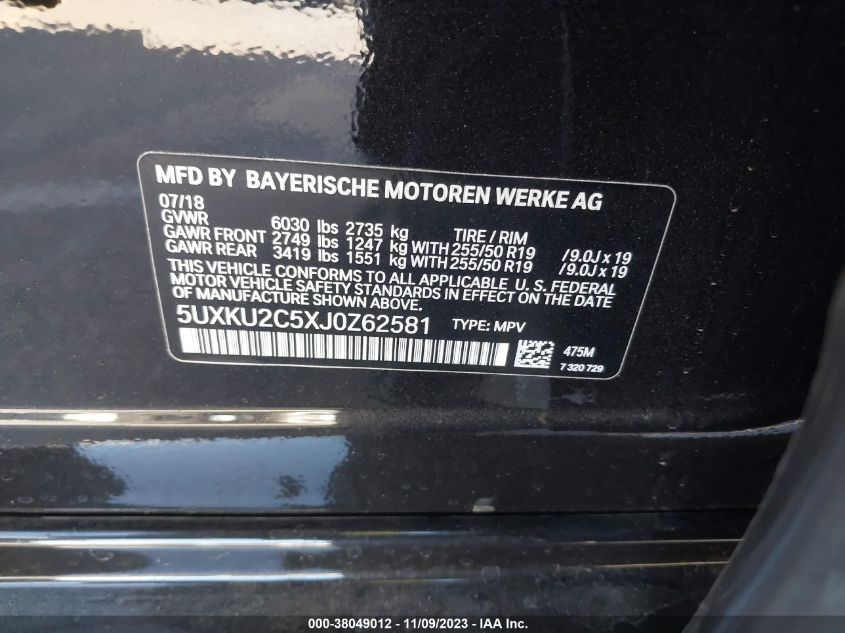 MFD BY BAYERISCHE MOTOREN WERKE AG
07/18
GVWR 6030 lbs 2735 kg TIRE / RIM
GAWR FRONT 2749 lbs 1247 kg WITH 255/50 R19 /9.0J x 19
GAWR REAR 3419 lbs 1551 kg WITH 255/50 R19 /9.0J x 19
THIS VEHICLE CONFORMS TO ALL APPLICABLE U. S. FEDERAL
MOTOR VEHICLE SAFETY STANDARDS IN EFFECT ON THE DATE
OF MANUFACTURE SHOWN ABOVE.
5UXKU2C5XJ0Z62581 TYPE: MPV
475M
7 320 729
000-38049012 - 11/09/2023 - IAA Inc.